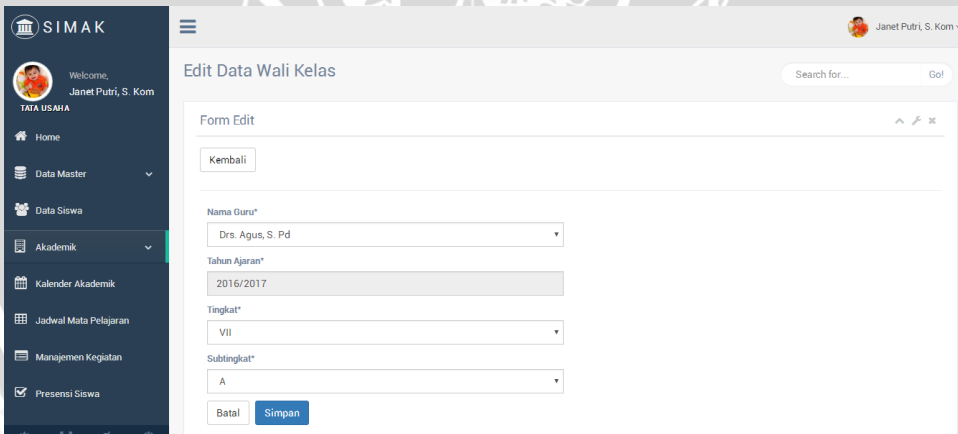 SIMAK
Janet Putri, S. Kom
Welcome,
Janet Putri, S. Kom
TATA USAHA
Home
Data Master
Data Siswa
Akademik
Kalender Akademik
Jadwal Mata Pelajaran
Manajemen Kegiatan
Presensi Siswa
Edit Data Wali Kelas
Search for...
Go!
Form Edit
Kembali
Nama Guru*
Drs. Agus, S. Pd
Tahun Ajaran*
2016/2017
Tingkat*
VII
Subtingkat*
A
Batal
Simpan